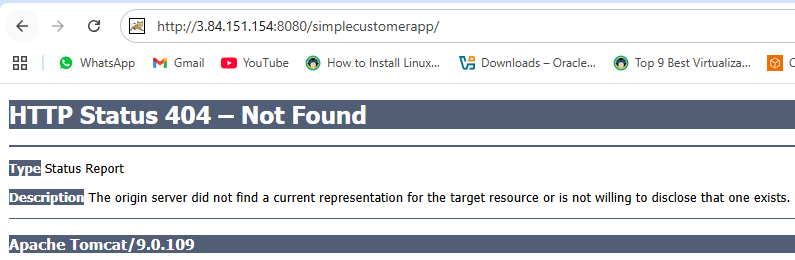 http://3.84.151.154:8080/simplecustomerapp/
WhatsApp Gmail YouTube How to Install Linux... Downloads – Oracle... Top 9 Best Virtualiza...
HTTP Status 404 – Not Found
Type Status Report
Description The origin server did not find a current representation for the target resource or is not willing to disclose that one exists.
Apache Tomcat/9.0.109